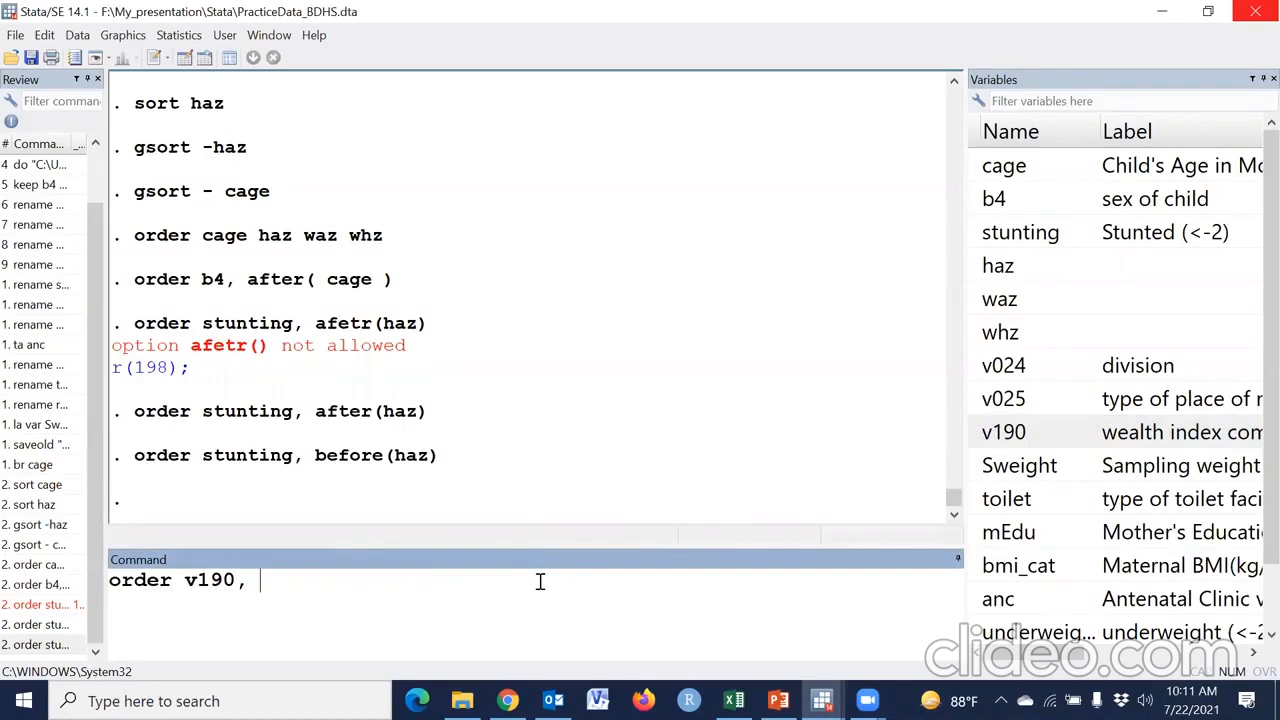 Stata/SE 14.1 - F:\My_presentation\Stata\PracticeData_BDHS.dta
File Edit Data Graphics Statistics User Window Help
Review
Filter comman
# Comma... _...
4 do "C:\U...
5 keep b4 ...
6 rename ...
7 rename ...
8 rename ...
9 rename ...
1. rename s...
1. rename ...
1. rename ...
1. ta anc
1. rename ...
1. rename t...
1. rename r...
1. la var Sw...
1. saveold "...
1. br cage
2. sort cage
2. sort haz
2. gsort -haz
2. gsort - c...
2. order ca...
2. order b4,...
2. order stu... 1..
2. order stu...
2. order stu...
. sort haz
. gsort -haz
. gsort - cage
. order cage haz waz whz
. order b4, after( cage )
. order stunting, afetr(haz)
option afetr() not allowed
r(198);
. order stunting, after(haz)
. order stunting, before(haz)
.
Command
order v190,
Variables
Filter variables here
Name Label
cage Child's Age in Mo
b4 sex of child
stunting Stunted (<-2)
haz
waz
whz
v024 division
v025 type of place of r
v190 wealth index com
Sweight Sampling weight
toilet type of toilet faci
mEdu Mother's Educatio
bmi_cat Maternal BMI(kg/
anc Antenatal Clinic v
underweig... underweight (<-2
clideo.com
C:\WINDOWS\System32
CAP NUM OVR
Type here to search
88°F
10:11 AM
7/22/2021